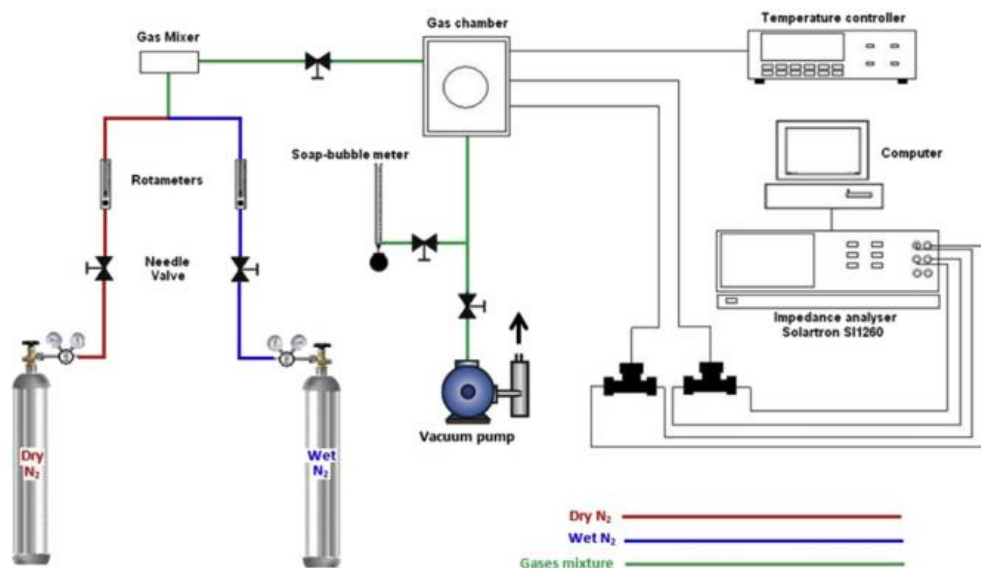 Gas Mixer
Gas chamber
Temperature controller
Soap-bubble meter
Rotameters
Computer
Needle
Valve
Impedance analyser
Solartron SI1260
Vacuum pump
Dry
N₂
Wet
N₂
Dry N₂
Wet N₂
Gases mixture